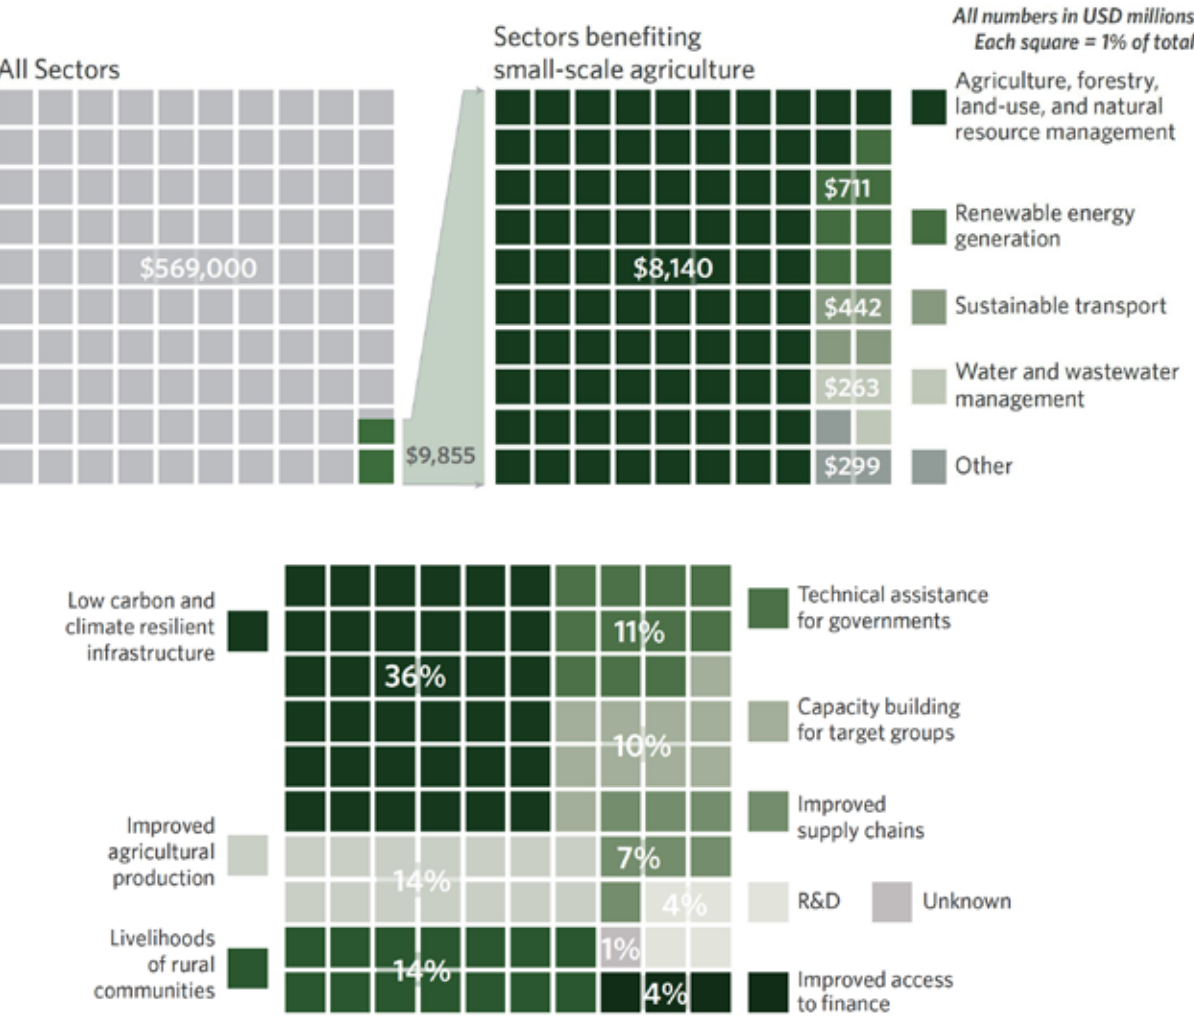 All numbers in USD millions
Each square = 1% of total
All Sectors
Sectors benefiting
small-scale agriculture
$569,000
$9,855
$8,140
$711
$442
$263
$299
Agriculture, forestry,
land-use, and natural
resource management
Renewable energy
generation
Sustainable transport
Water and wastewater
management
Other
Low carbon and
climate resilient
infrastructure
Improved
agricultural
production
Livelihoods
of rural
communities
36%
14%
14%
11%
10%
7%
4%
1%
4%
Technical assistance
for governments
Capacity building
for target groups
Improved
supply chains
R&D
Unknown
Improved access
to finance